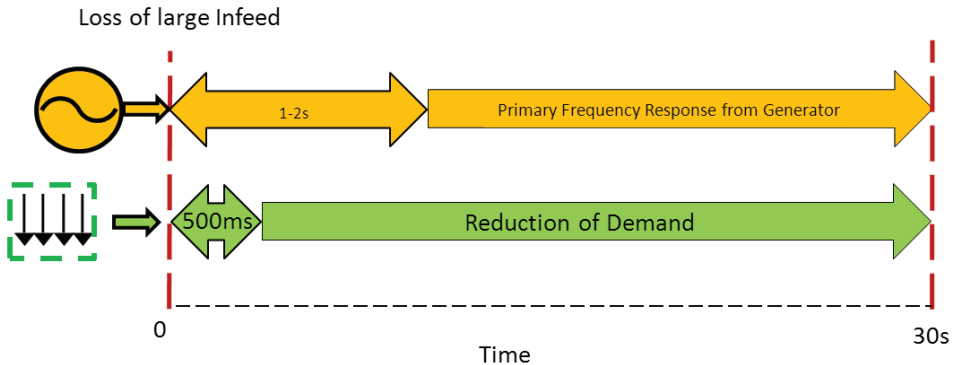 Loss of large Infeed
1-2s
Primary Frequency Response from Generator
500ms
Reduction of Demand
0
30s
Time